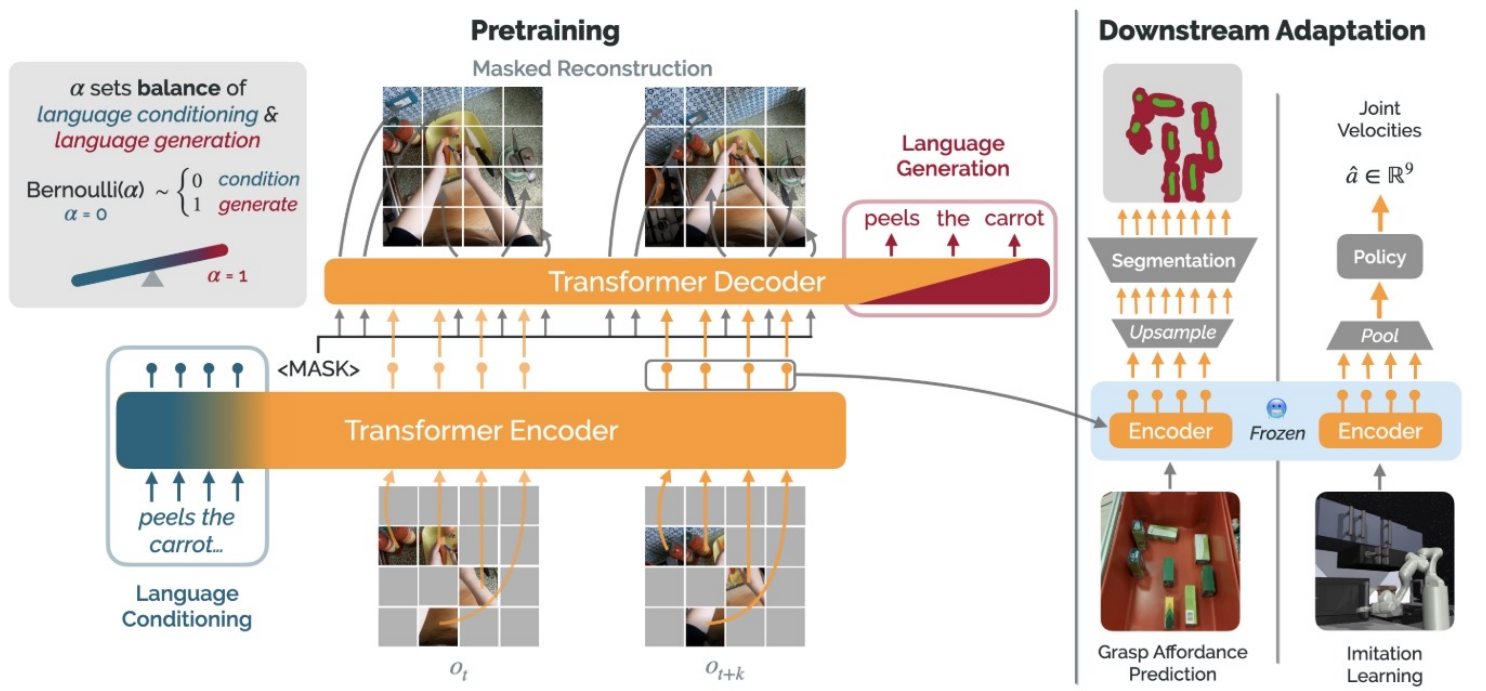 Pretraining
Masked Reconstruction
α sets balance of
language conditioning &
language generation
Bernoulli(α) ~ { 0 condition
1 generate
α = 0
α = 1
Language
Generation
peels the carrot
Transformer Decoder
<MASK>
Transformer Encoder
peels the
carrot...
Language
Conditioning
o_t
o_{t+k}
Downstream Adaptation
Segmentation
Upsample
Encoder
Grasp Affordance
Prediction
Frozen
Joint
Velocities
â ∈ ℝ⁹
Policy
Pool
Encoder
Imitation
Learning